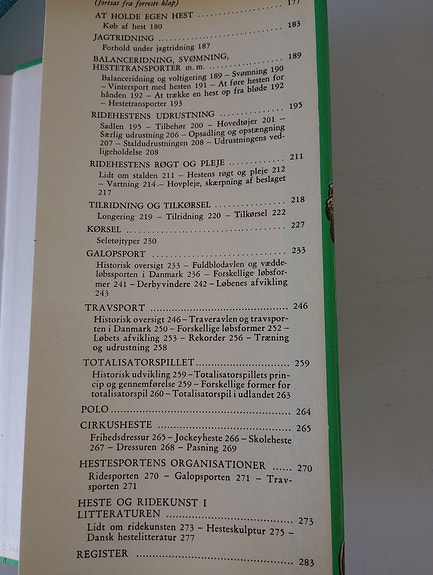 (fortsat fra forreste klap)
AT HOLDE EGEN HEST 177
Køb af hest 180
JAGTRIDNING 183
Forhold under jagtridning 187
BALANCERIDNING, SVØMNING,
HESTETRANSPORTER m. m. 189
Balanceridning og voltigering 189 – Svømning 190
– Vintersport med hesten 191 – At føre hesten for
hånden 192 – At trække en hest op fra bløde 192
– Hestetransporter 193
RIDEHESTENS UDRUSTNING 195
Sadlen 195 – Tilbehør 200 – Hovedtøjer 201 –
Særlig udrustning 206 – Opsadling og opstængning
207 – Staldudrustningen 208 – Udrustningens ved-
ligeholdelse 208
RIDEHESTENS RØGT OG PLEJE 211
Lidt om stalden 211 – Hestens røgt og pleje 212
– Vartning 214 – Hovpleje, skærpning af beslaget
217
TILRIDNING OG TILKØRSEL 218
Longering 219 – Tilridning 220 – Tilkørsel 222
KØRSEL 227
Seletøjtyper 230
GALOPSPORT 233
Historisk oversigt 233 – Fuldblodavlen og vædde-
løbssporten i Danmark 236 – Forskellige løbsfor-
mer 241 – Derbyvindere 242 – Løbenes afvikling
243
TRAVSPORT 246
Historisk oversigt 246 – Traveravlen og travspor-
ten i Danmark 250 – Forskellige løbsformer 252 –
Løbets afvikling 253 – Rekorder 256 – Træning
og udrustning 258
TOTALISATORSPILLET 259
Historisk udvikling 259 – Totalisatorspillets prin-
cip og gennemførelse 259 – Forskellige former for
totalisatorspil 260 – Totalisatorspil i udlandet 263
POLO 264
CIRKUSHESTE 265
Frihedsdressur 265 – Jockeyheste 266 – Skoleheste
267 – Dressuren 268 – Pasning 269
HESTESPORTENS ORGANISATIONER 270
Ridesporten 270 – Galopsporten 271 – Trav-
sporten 271
HESTE OG RIDEKUNST I
LITTERATUREN 273
Lidt om ridekunsten 273 – Hesteskulptur 275 –
Dansk hestelitteratur 277
REGISTER 283